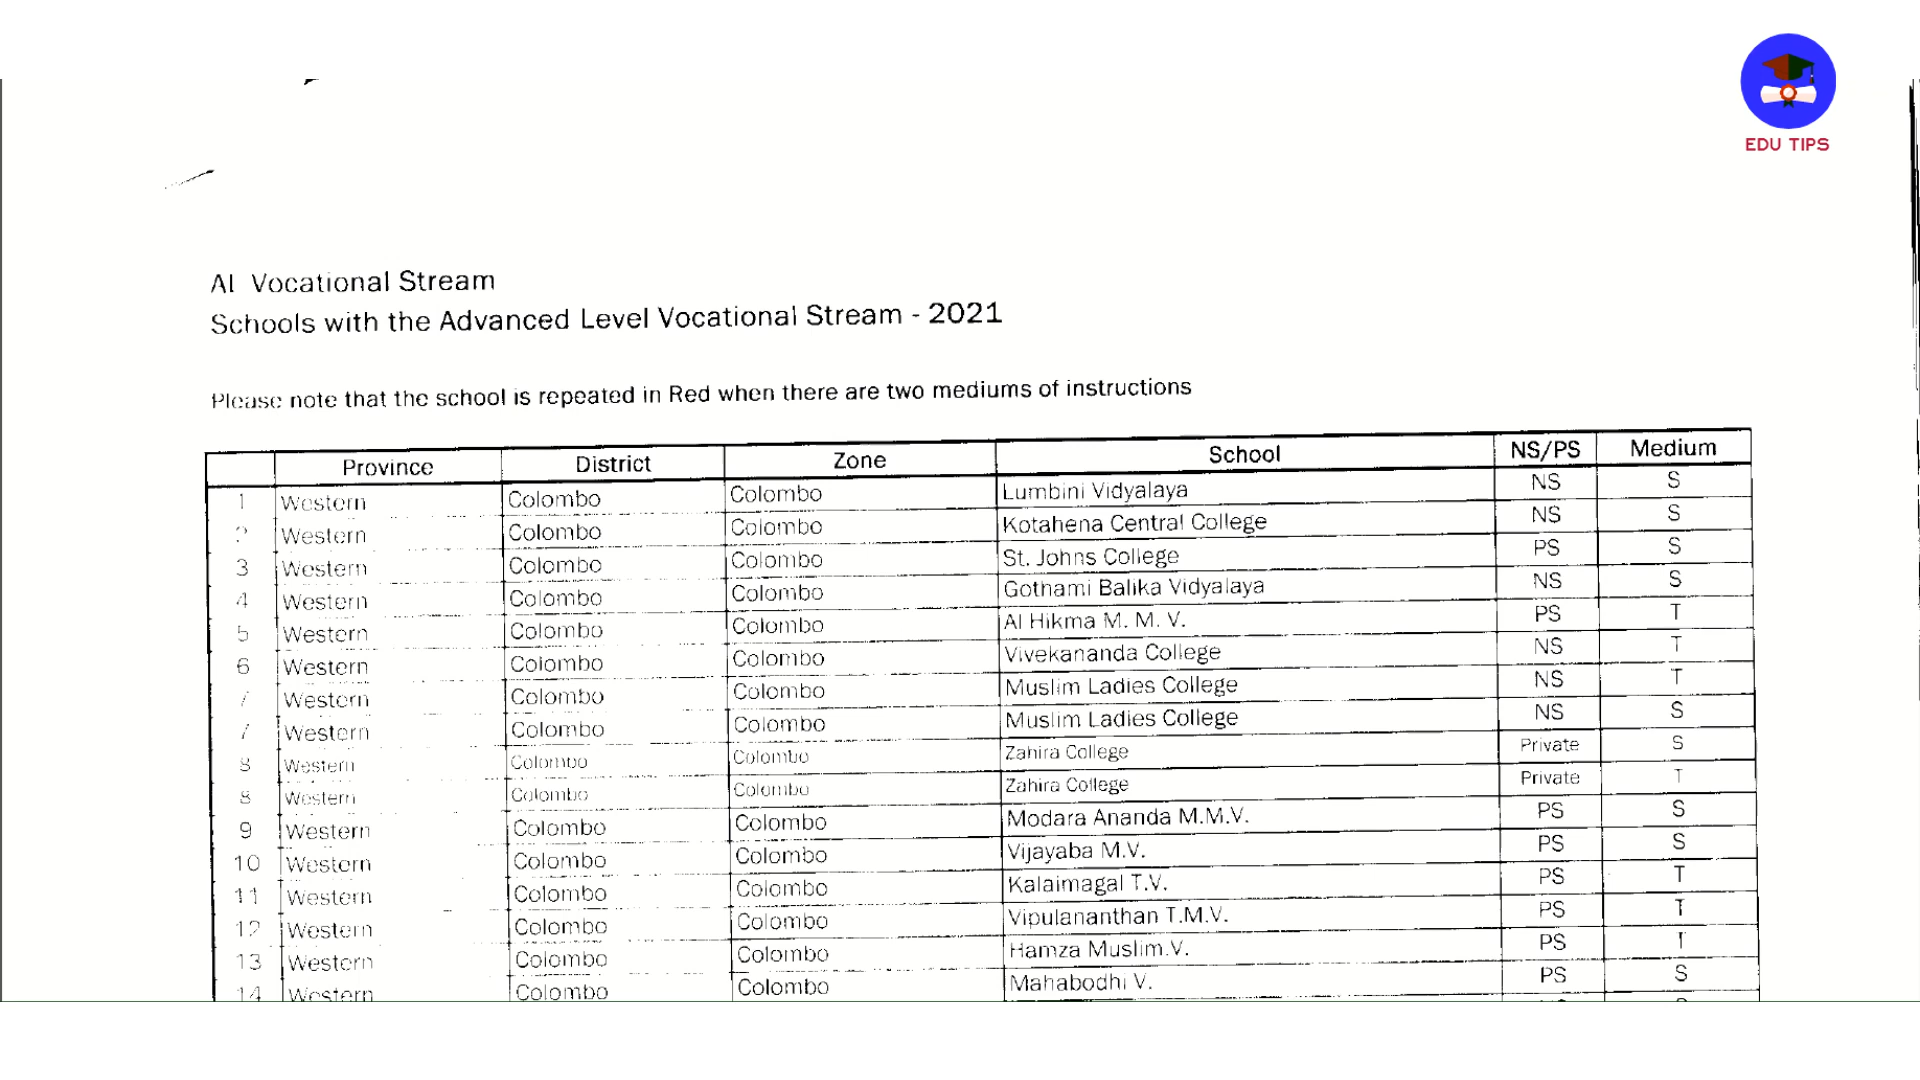 EDU TIPS
AL Vocational Stream
Schools with the Advanced Level Vocational Stream - 2021
Please note that the school is repeated in Red when there are two mediums of instructions
Province District Zone School NS/PS Medium
1 Western Colombo Colombo Lumbini Vidyalaya NS S
2 Western Colombo Colombo Kotahena Central College NS S
3 Western Colombo Colombo St. Johns College PS S
4 Western Colombo Colombo Gothami Balika Vidyalaya NS S
5 Western Colombo Colombo Al Hikma M. M. V. PS T
6 Western Colombo Colombo Vivekananda College NS T
7 Western Colombo Colombo Muslim Ladies College NS T
7 Western Colombo Colombo Muslim Ladies College NS S
8 Western Colombo Colombo Zahira College Private S
8 Western Colombo Colombo Zahira College Private T
9 Western Colombo Colombo Modara Ananda M.M.V. PS S
10 Western Colombo Colombo Vijayaba M.V. PS S
11 Western Colombo Colombo Kalaimagal T.V. PS T
12 Western Colombo Colombo Vipulananthan T.M.V. PS T
13 Western Colombo Colombo Hamza Muslim.V. PS T
14 Western Colombo Colombo Mahabodhi V. PS S